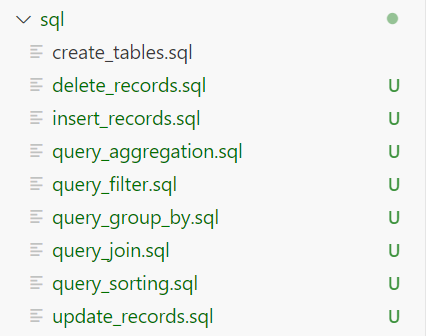 sql
create_tables.sql
delete_records.sql U
insert_records.sql U
query_aggregation.sql U
query_filter.sql U
query_group_by.sql U
query_join.sql U
query_sorting.sql U
update_records.sql U